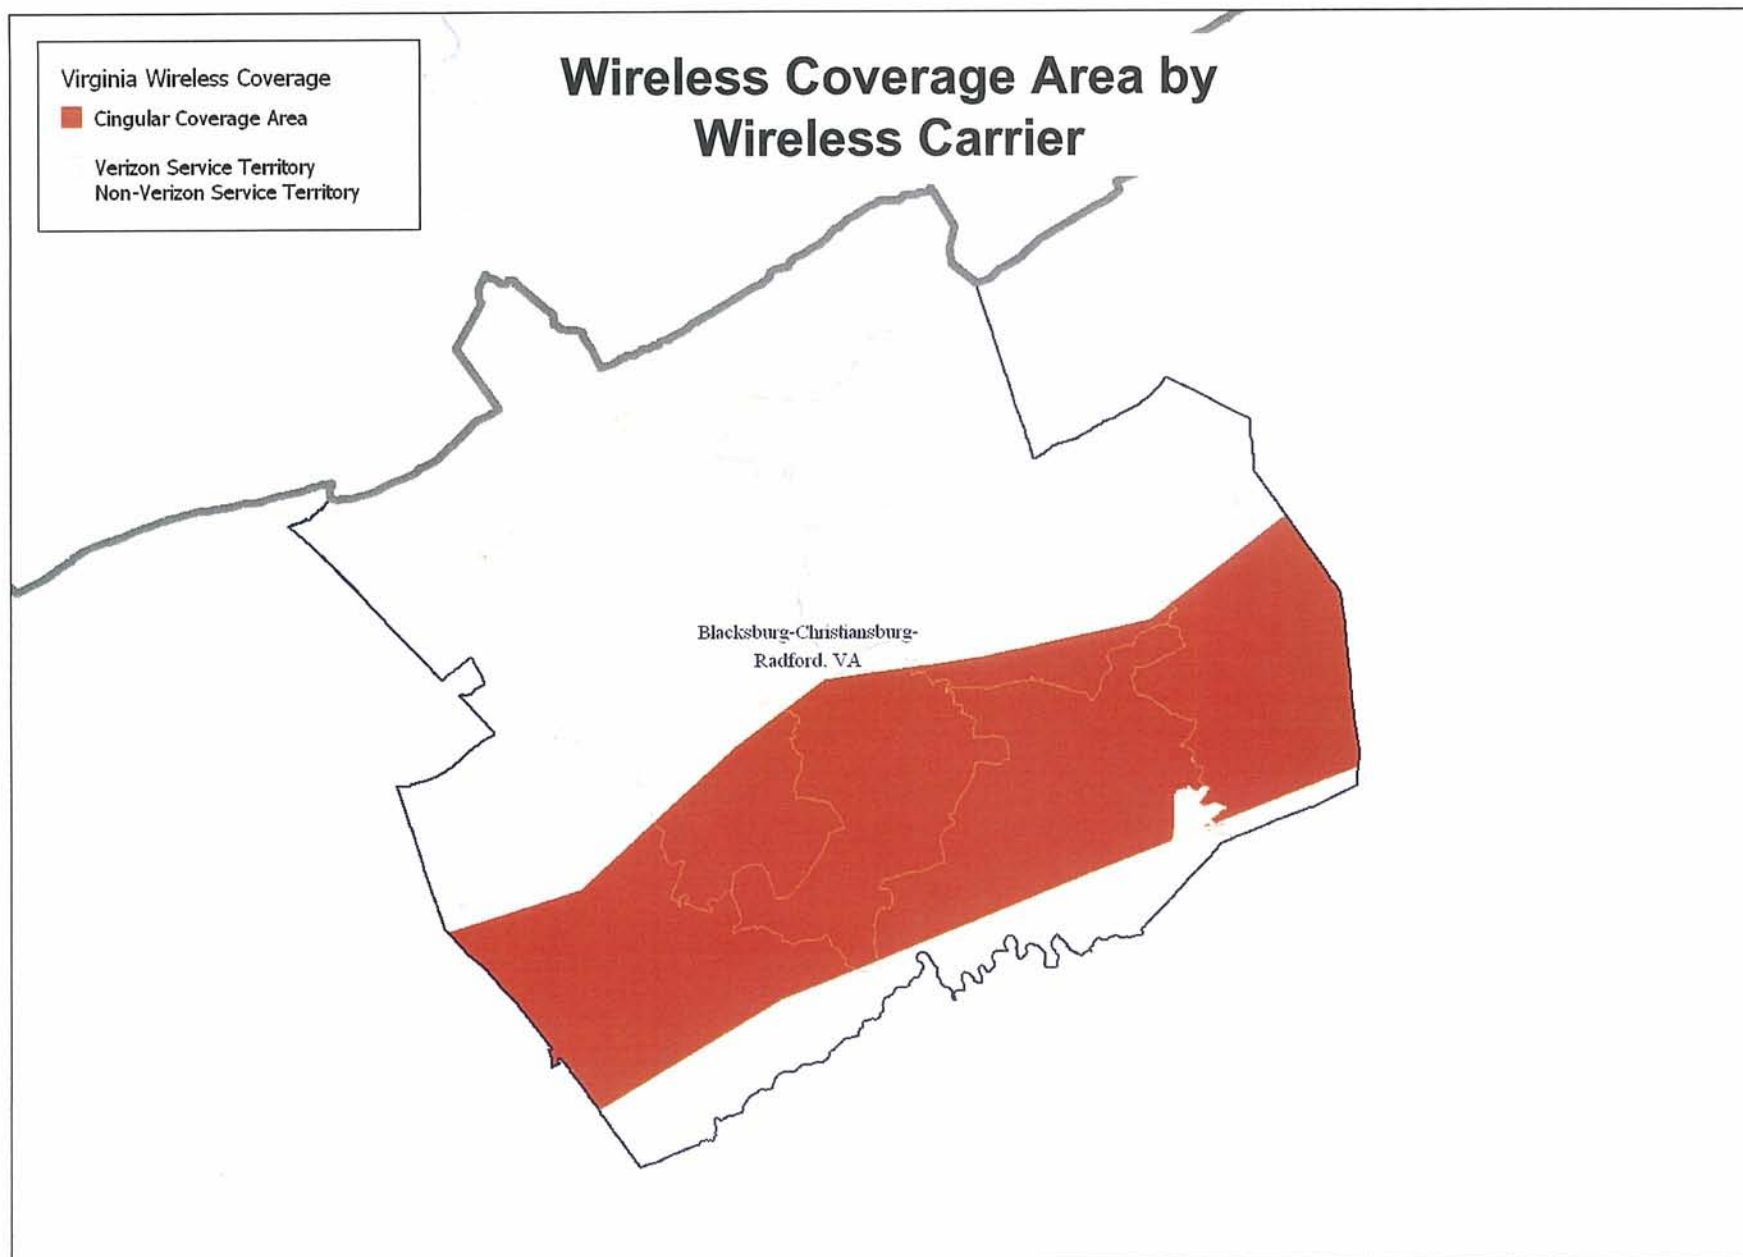 Wireless Coverage Area by
Wireless Carrier
Virginia Wireless Coverage
Cingular Coverage Area
Verizon Service Territory
Non-Verizon Service Territory
Blacksburg-Christiansburg-
Radford, VA